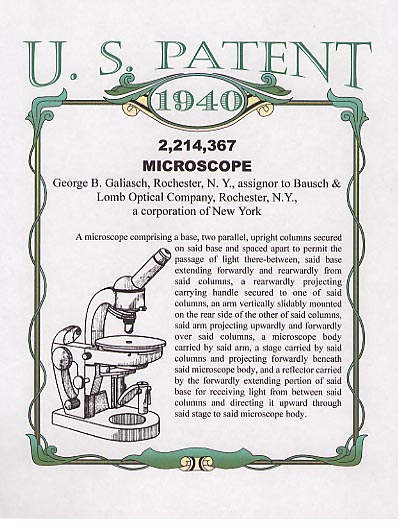 U. S. PATENT
1940
2,214,367
MICROSCOPE
George B. Galiasch, Rochester, N. Y., assignor to Bausch &
Lomb Optical Company, Rochester, N.Y.,
a corporation of New York
A microscope comprising a base, two parallel, upright columns secured
on said base and spaced apart to permit the
passage of light there-between, said base
extending forwardly and rearwardly from
said columns, a rearwardly projecting
carrying handle secured to one of said
columns, an arm vertically slidably mounted
on the rear side of the other of said columns,
said arm projecting upwardly and forwardly
over said columns, a microscope body
carried by said arm, a stage carried by said
columns and projecting forwardly beneath
said microscope body, and a reflector carried
by the forwardly extending portion of said
base for receiving light from between said
columns and directing it upward through
said stage to said microscope body.